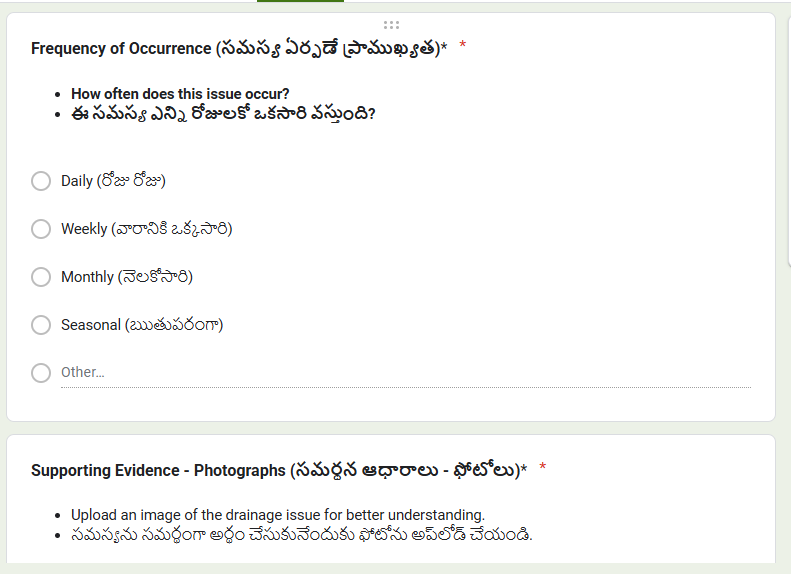 Frequency of Occurrence (సమస్య ఏర్పడే ప్రాముఖ్యత)* *
• How often does this issue occur?
• ఈ సమస్య ఎన్ని రోజులకో ఒకసారి వస్తుంది?
Daily (రోజు రోజు)
Weekly (వారానికి ఒక్కసారి)
Monthly (నెలకోసారి)
Seasonal (ఋతుపరంగా)
Other...
Supporting Evidence - Photographs (సమర్థన ఆధారాలు - ఫోటోలు)* *
• Upload an image of the drainage issue for better understanding.
• సమస్యను సమర్థంగా అర్థం చేసుకునేందుకు ఫోటోను అప్‌లోడ్ చేయండి.